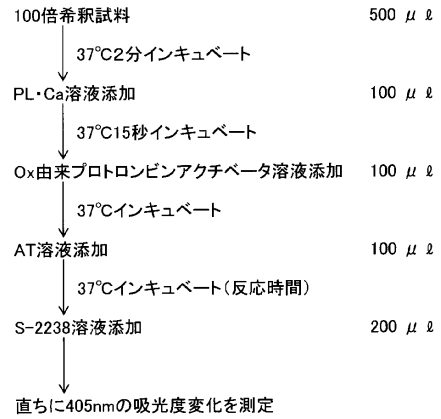 100倍希釈試料 500 μℓ
37℃2分インキュベート
PL・Ca溶液添加 100 μℓ
37℃15秒インキュベート
Ox由来プロトロンビンアクチベータ溶液添加 100 μℓ
37℃インキュベート
AT溶液添加 100 μℓ
37℃インキュベート(反応時間)
S-2238溶液添加 200 μℓ
直ちに405nmの吸光度変化を測定